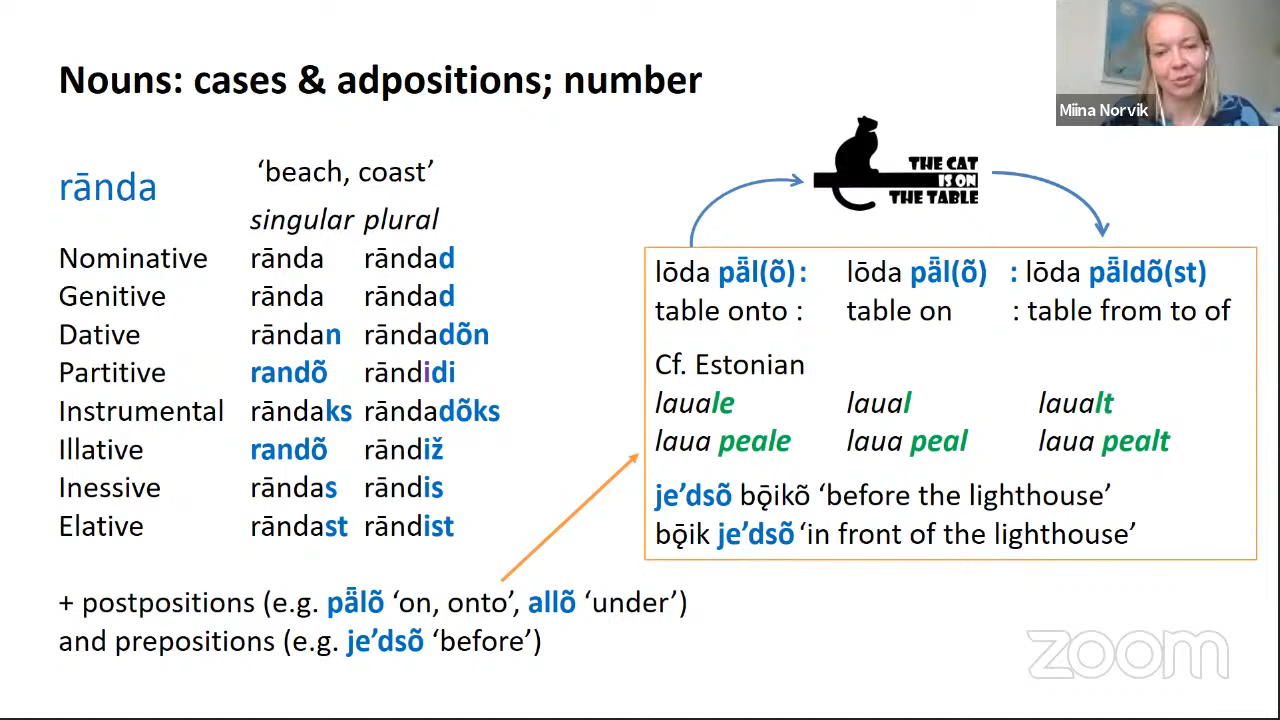 Nouns: cases & adpositions; number
Miina Norvik
rānda
‘beach, coast’
singular plural
Nominative rānda rāndad
Genitive rānda rāndad
Dative rāndan rāndadõn
Partitive randõ rāndidi
Instrumental rāndaks rāndadõks
Illative randõ rāndiž
Inessive rāndas rāndis
Elative rāndast rāndist
+ postpositions (e.g. pǟlõ ‘on, onto’, allõ ‘under’)
and prepositions (e.g. je’dsõ ‘before’)
THE CAT
IS ON
THE TABLE
lōda pǟl(õ) : lōda pǟl(õ) : lōda pǟldõ(st)
table onto : table on : table from to of
Cf. Estonian
lauale laual laualt
laua peale laua peal laua pealt
je’dsõ bǭikõ ‘before the lighthouse’
bǭik je’dsõ ‘in front of the lighthouse’
zoom